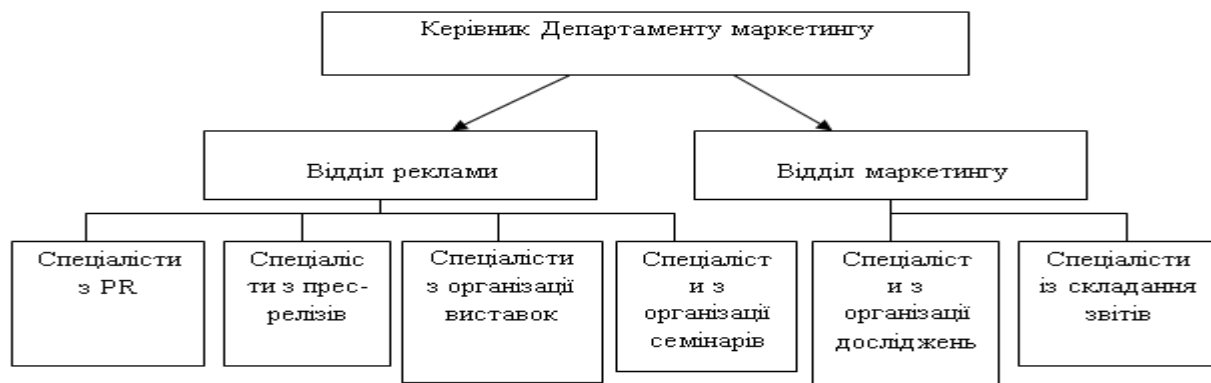 Керівник Департаменту маркетингу
Відділ реклами
Відділ маркетингу
Спеціалісти
з PR
Спеціаліс
ти з прес-
релізів
Спеціалісти
з організації
виставок
Спеціаліст
и з
організації
семінарів
Спеціаліст
и з
організації
досліджень
Спеціалісти
із складання
звітів